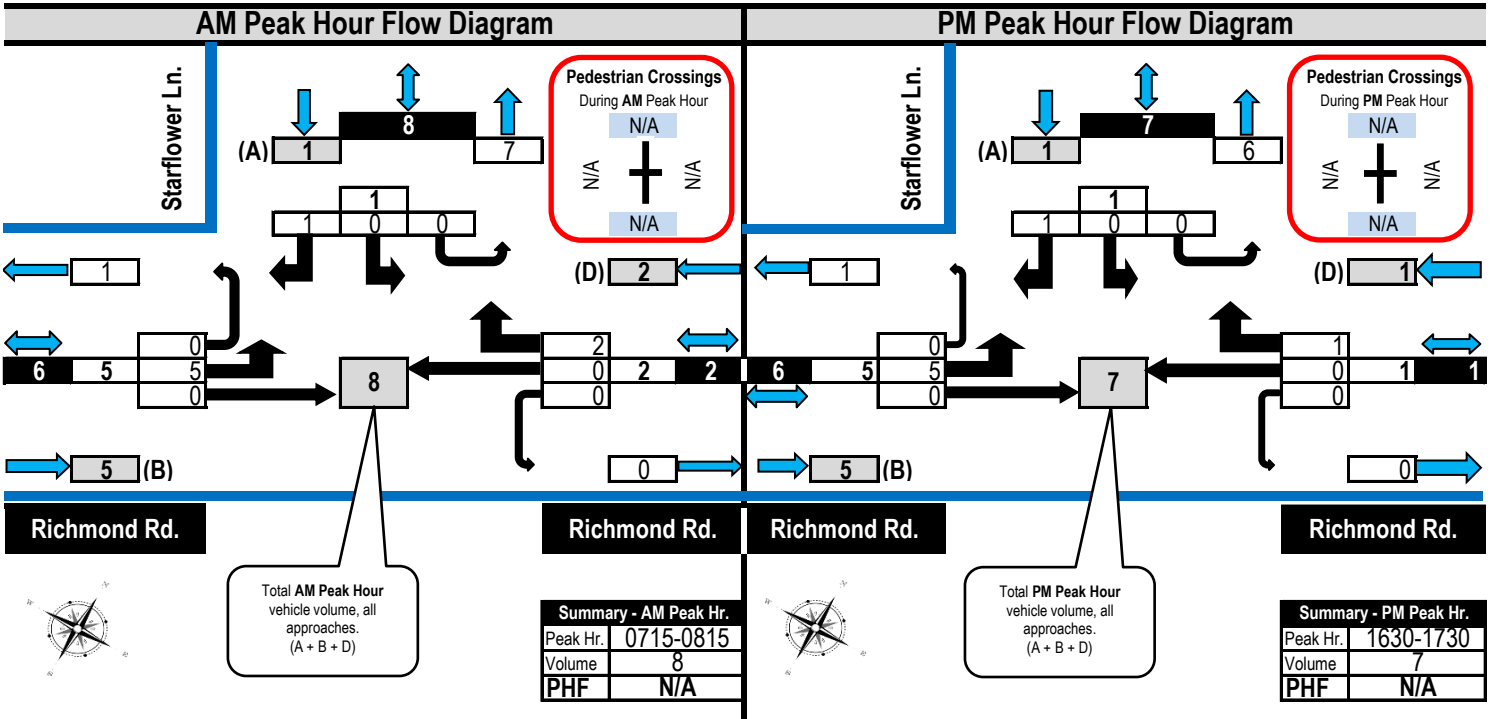 AM Peak Hour Flow Diagram
Starflower Ln.
8
(A) 1 7
1
1 0 0
Pedestrian Crossings
During AM Peak Hour
N/A
N/A N/A
N/A
1
(D) 2
0
6 5 5
0
8
2
0 2 2
0
5 (B)
0
Richmond Rd.
Richmond Rd.
Total AM Peak Hour
vehicle volume, all
approaches.
(A + B + D)
Summary - AM Peak Hr.
Peak Hr. 0715-0815
Volume 8
PHF N/A
PM Peak Hour Flow Diagram
Starflower Ln.
7
(A) 1 6
1
1 0 0
Pedestrian Crossings
During PM Peak Hour
N/A
N/A N/A
N/A
1
(D) 1
0
6 5 5
0
7
1
0 1 1
0
5 (B)
0
Richmond Rd.
Richmond Rd.
Total PM Peak Hour
vehicle volume, all
approaches.
(A + B + D)
Summary - PM Peak Hr.
Peak Hr. 1630-1730
Volume 7
PHF N/A